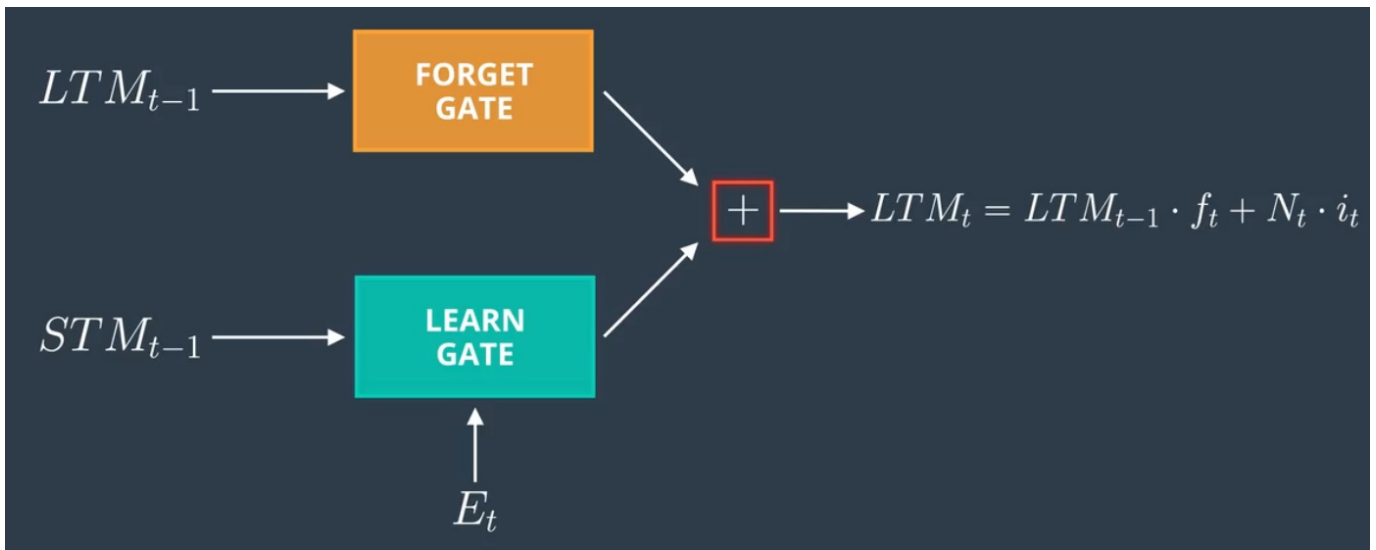 LTM_{t-1}
FORGET
GATE
+
LTM_t = LTM_{t-1} · f_t + N_t · i_t
STM_{t-1}
LEARN
GATE
E_t